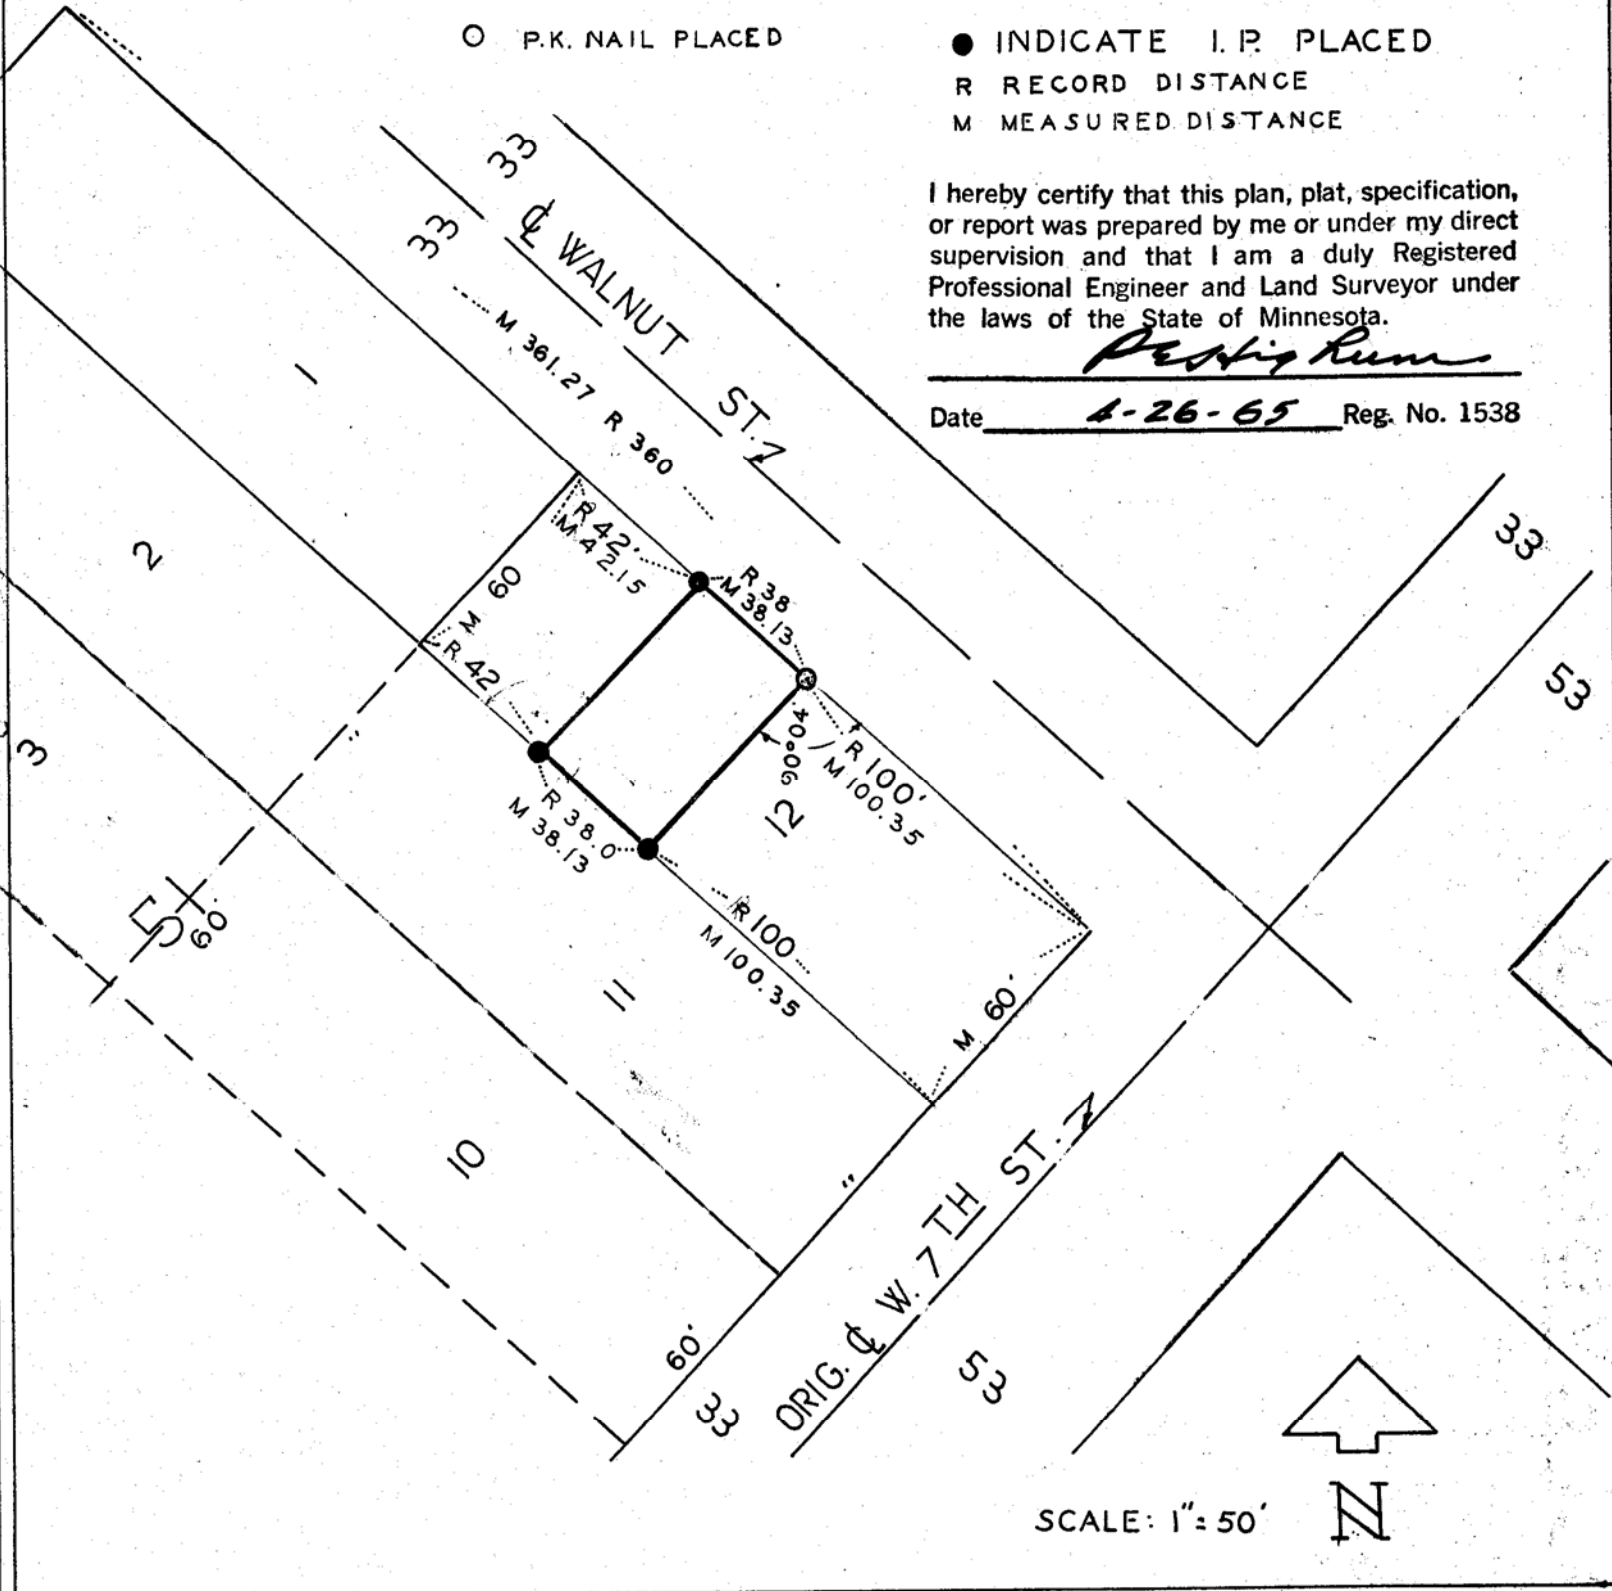 P.K. NAIL PLACED
INDICATE I.P. PLACED
R RECORD DISTANCE
M MEASURED DISTANCE
I hereby certify that this plan, plat, specification,
or report was prepared by me or under my direct
supervision and that I am a duly Registered
Professional Engineer and Land Surveyor under
the laws of the State of Minnesota.
Date 4-26-65 Reg. No. 1538
33
33
℄ WALNUT ST.
M 361.27 R 360
1
2
3
R 42'
M 42.15
R 38
M 38.13
M 60
R 42
90°04'
R 100'
M 100.35
12
R 38.0
M 38.13
R 100
M 100.35
M 60'
51
60
11
10
60'
33
ORIG. ℄ W. 7TH ST.
53
33
53
SCALE: 1"= 50'
N